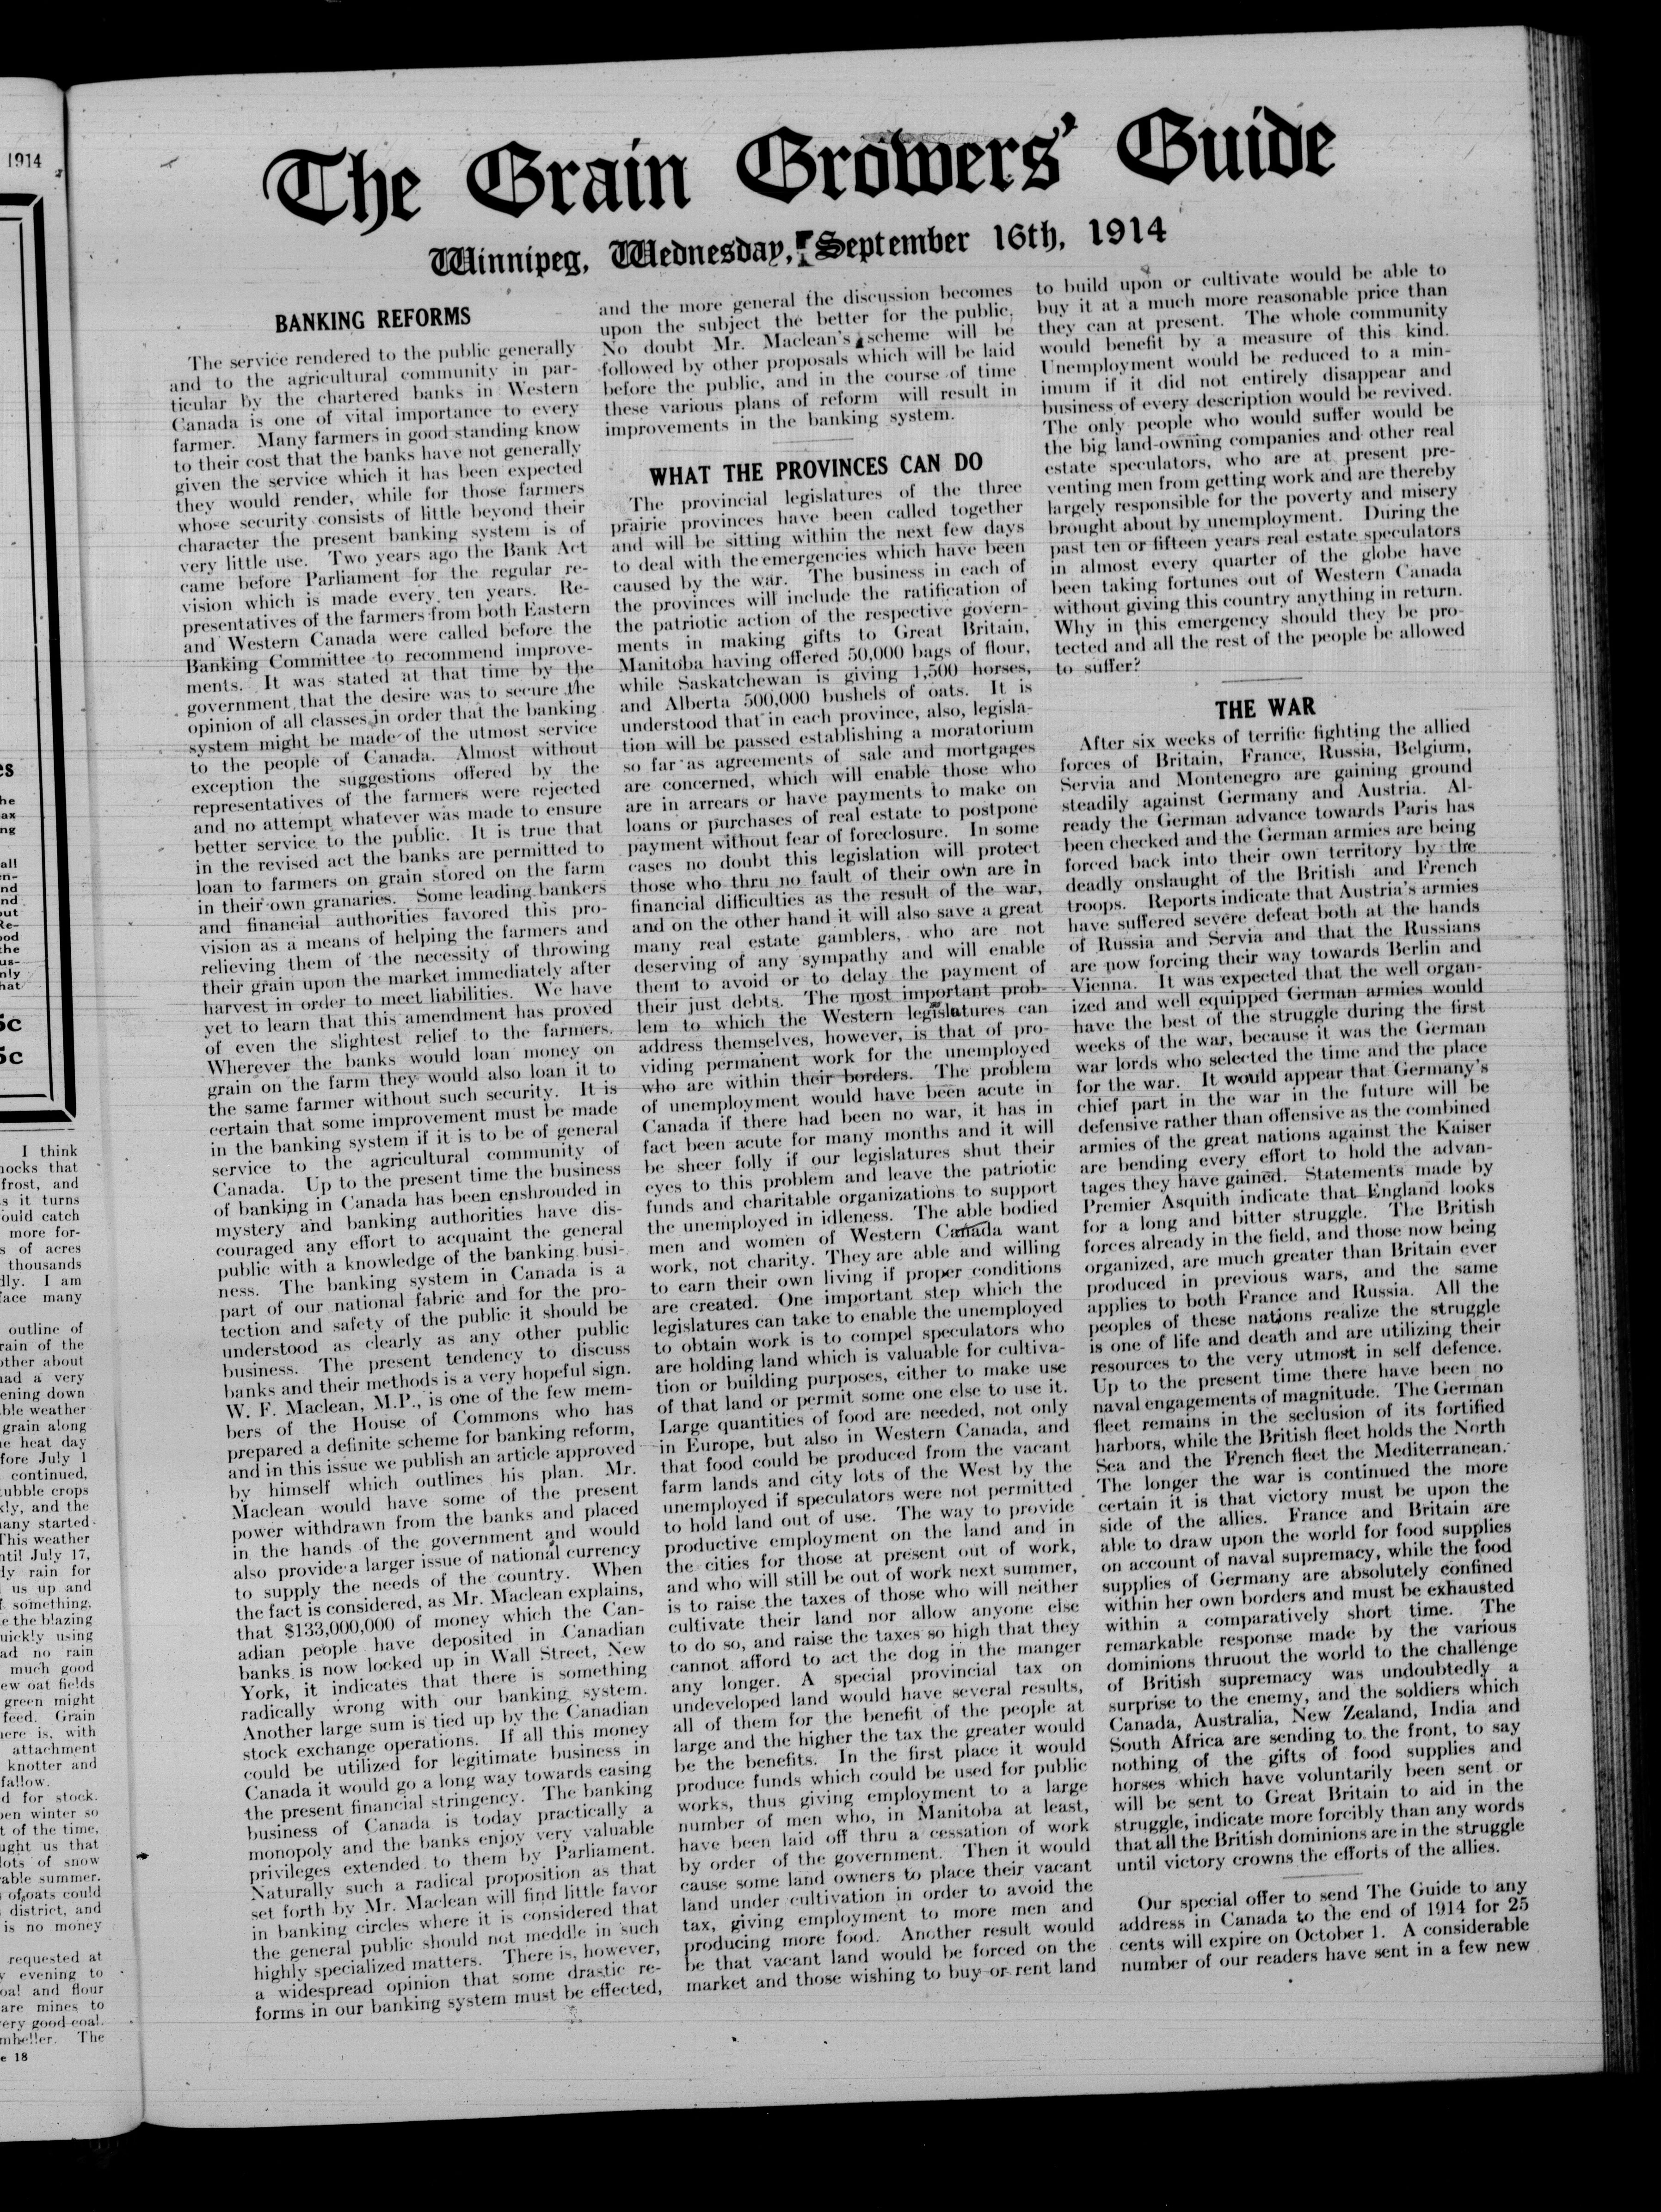 1914
The Grain Growers' Guide
Winnipeg, Wednesday, September 16th, 1914
BANKING REFORMS
The service rendered to the public generally
and to the agricultural community in par-
ticular by the chartered banks in Western
Canada is one of vital importance to every
farmer. Many farmers in good standing know
to their cost that the banks have not generally
given the service which it has been expected
they would render, while for those farmers
whose security consists of little beyond their
character the present banking system is of
very little use. Two years ago the Bank Act
came before Parliament for the regular re-
vision which is made every ten years. Re-
presentatives of the farmers from both Eastern
and Western Canada were called before the
Banking Committee to recommend improve-
ments. It was stated at that time by the
government that the desire was to secure the
opinion of all classes in order that the banking
system might be made of the utmost service
to the people of Canada. Almost without
exception the suggestions offered by the
representatives of the farmers were rejected
and no attempt whatever was made to ensure
better service to the public. It is true that
in the revised act the banks are permitted to
loan to farmers on grain stored on the farm
in their own granaries. Some leading bankers
and financial authorities favored this pro-
vision as a means of helping the farmers and
relieving them of the necessity of throwing
their grain upon the market immediately after
harvest in order to meet liabilities. We have
yet to learn that this amendment has proved
of even the slightest relief to the farmers.
Wherever the banks would loan money on
grain on the farm they would also loan it to
the same farmer without such security. It is
certain that some improvement must be made
in the banking system if it is to be of general
service to the agricultural community of
Canada. Up to the present time the business
of banking in Canada has been enshrouded in
mystery and banking authorities have dis-
couraged any effort to acquaint the general
public with a knowledge of the banking busi-
ness. The banking system in Canada is a
part of our national fabric and for the pro-
tection and safety of the public it should be
understood as clearly as any other public
business. The present tendency to discuss
banks and their methods is a very hopeful sign.
W. F. Maclean, M.P., is one of the few mem-
bers of the House of Commons who has
prepared a definite scheme for banking reform,
and in this issue we publish an article approved
by himself which outlines his plan. Mr.
Maclean would have some of the present
power withdrawn from the banks and placed
in the hands of the government and would
also provide a larger issue of national currency
to supply the needs of the country. When
the fact is considered, as Mr. Maclean explains,
that $133,000,000 of money which the Can-
adian people have deposited in Canadian
banks is now locked up in Wall Street, New
York, it indicates that there is something
radically wrong with our banking system.
Another large sum is tied up by the Canadian
stock exchange operations. If all this money
could be utilized for legitimate business in
Canada it would go a long way towards easing
the present financial stringency. The banking
business of Canada is today practically a
monopoly and the banks enjoy very valuable
privileges extended to them by Parliament.
Naturally such a radical proposition as that
set forth by Mr. Maclean will find little favor
in banking circles where it is considered that
the general public should not meddle in such
highly specialized matters. There is, however,
a widespread opinion that some drastic re-
forms in our banking system must be effected,
and the more general the discussion becomes
upon the subject the better for the public.
No doubt Mr. Maclean's scheme will be
followed by other proposals which will be laid
before the public, and in the course of time
these various plans of reform will result in
improvements in the banking system.
WHAT THE PROVINCES CAN DO
The provincial legislatures of the three
prairie provinces have been called together
and will be sitting within the next few days
to deal with the emergencies which have been
caused by the war. The business in each of
the provinces will include the ratification of
the patriotic action of the respective govern-
ments in making gifts to Great Britain,
Manitoba having offered 50,000 bags of flour,
while Saskatchewan is giving 1,500 horses,
and Alberta 500,000 bushels of oats. It is
understood that in each province, also, legisla-
tion will be passed establishing a moratorium
so far as agreements of sale and mortgages
are concerned, which will enable those who
are in arrears or have payments to make on
loans or purchases of real estate to postpone
payment without fear of foreclosure. In some
cases no doubt this legislation will protect
those who thru no fault of their own are in
financial difficulties as the result of the war,
and on the other hand it will also save a great
many real estate gamblers, who are not
deserving of any sympathy and will enable
them to avoid or to delay the payment of
their just debts. The most important prob-
lem to which the Western legislatures can
address themselves, however, is that of pro-
viding permanent work for the unemployed
who are within their borders. The problem
of unemployment would have been acute in
Canada if there had been no war, it has in
fact been acute for many months and it will
be sheer folly if our legislatures shut their
eyes to this problem and leave the patriotic
funds and charitable organizations to support
the unemployed in idleness. The able bodied
men and women of Western Canada want
work, not charity. They are able and willing
to earn their own living if proper conditions
are created. One important step which the
legislatures can take to enable the unemployed
to obtain work is to compel speculators who
are holding land which is valuable for cultiva-
tion or building purposes, either to make use
of that land or permit some one else to use it.
Large quantities of food are needed, not only
in Europe, but also in Western Canada, and
that food could be produced from the vacant
farm lands and city lots of the West by the
unemployed if speculators were not permitted
to hold land out of use. The way to provide
productive employment on the land and in
the cities for those at present out of work,
and who will still be out of work next summer,
is to raise the taxes of those who will neither
cultivate their land nor allow anyone else
to do so, and raise the taxes so high that they
cannot afford to act the dog in the manger
any longer. A special provincial tax on
undeveloped land would have several results,
all of them for the benefit of the people at
large and the higher the tax the greater would
be the benefits. In the first place it would
produce funds which could be used for public
works, thus giving employment to a large
number of men who, in Manitoba at least,
have been laid off thru a cessation of work
by order of the government. Then it would
cause some land owners to place their vacant
land under cultivation in order to avoid the
tax, giving employment to more men and
producing more food. Another result would
be that vacant land would be forced on the
market and those wishing to buy or rent land
to build upon or cultivate would be able to
buy it at a much more reasonable price than
they can at present. The whole community
would benefit by a measure of this kind.
Unemployment would be reduced to a min-
imum if it did not entirely disappear and
business of every description would be revived.
The only people who would suffer would be
the big land-owning companies and other real
estate speculators, who are at present pre-
venting men from getting work and are thereby
largely responsible for the poverty and misery
brought about by unemployment. During the
past ten or fifteen years real estate speculators
in almost every quarter of the globe have
been taking fortunes out of Western Canada
without giving this country anything in return.
Why in this emergency should they be pro-
tected and all the rest of the people be allowed
to suffer?
THE WAR
After six weeks of terrific fighting the allied
forces of Britain, France, Russia, Belgium,
Servia and Montenegro are gaining ground
steadily against Germany and Austria. Al-
ready the German advance towards Paris has
been checked and the German armies are being
forced back into their own territory by the
deadly onslaught of the British and French
troops. Reports indicate that Austria's armies
have suffered severe defeat both at the hands
of Russia and Servia and that the Russians
are now forcing their way towards Berlin and
Vienna. It was expected that the well organ-
ized and well equipped German armies would
have the best of the struggle during the first
weeks of the war, because it was the German
war lords who selected the time and the place
for the war. It would appear that Germany's
chief part in the war in the future will be
defensive rather than offensive as the combined
armies of the great nations against the Kaiser
are bending every effort to hold the advan-
tages they have gained. Statements made by
Premier Asquith indicate that England looks
for a long and bitter struggle. The British
forces already in the field, and those now being
organized, are much greater than Britain ever
produced in previous wars, and the same
applies to both France and Russia. All the
peoples of these nations realize the struggle
is one of life and death and are utilizing their
resources to the very utmost in self defence.
Up to the present time there have been no
naval engagements of magnitude. The German
fleet remains in the seclusion of its fortified
harbors, while the British fleet holds the North
Sea and the French fleet the Mediterranean.
The longer the war is continued the more
certain it is that victory must be upon the
side of the allies. France and Britain are
able to draw upon the world for food supplies
on account of naval supremacy, while the food
supplies of Germany are absolutely confined
within her own borders and must be exhausted
within a comparatively short time. The
remarkable response made by the various
dominions thruout the world to the challenge
of British supremacy was undoubtedly a
surprise to the enemy, and the soldiers which
Canada, Australia, New Zealand, India and
South Africa are sending to the front, to say
nothing of the gifts of food supplies and
horses which have voluntarily been sent or
will be sent to Great Britain to aid in the
struggle, indicate more forcibly than any words
that all the British dominions are in the struggle
until victory crowns the efforts of the allies.
Our special offer to send The Guide to any
address in Canada to the end of 1914 for 25
cents will expire on October 1. A considerable
number of our readers have sent in a few new